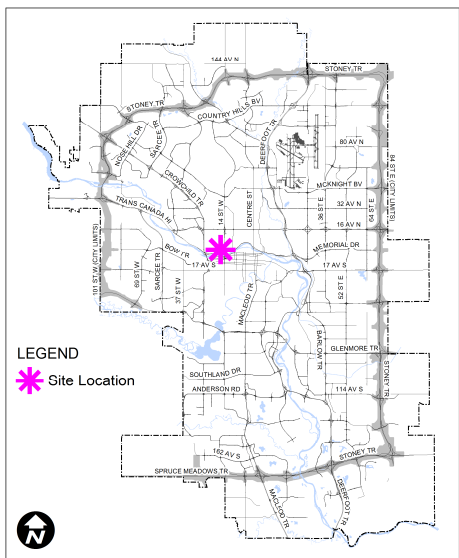 144 AV N
STONEY TR
STONEY TR
COUNTRY HILLS BV
NOSE HILL DR
SARCEE TR
DEERFOOT TR
80 AV N
CROWCHILD TR
MCKNIGHT BV
14 ST W
CENTRE ST
36 ST E
32 AV N
84 ST E (CITY LIMITS)
64 ST E
TRANS CANADA HI
16 AV N
101 ST W (CITY LIMITS)
BOW TR
MEMORIAL DR
69 ST W
SARCEE TR
17 AV S
17 AV S
37 ST W
MACLEOD TR
52 ST E
BARLOW TR
GLENMORE TR
LEGEND
Site Location
SOUTHLAND DR
STONEY TR
ANDERSON RD
114 AV S
162 AV S
STONEY TR
SPRUCE MEADOWS TR
MACLEOD TR
DEERFOOT TR
N